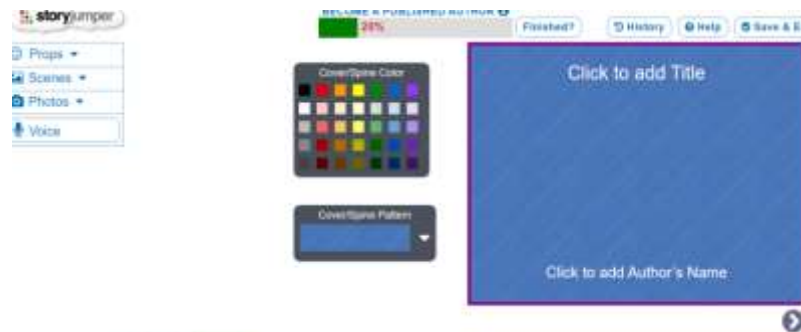 storyjumper
BECOME A PUBLISHED AUTHOR
20%
Finished?
History
Help
Save & E
Props
Scenes
Photos
Voice
Cover/Spine Color
Cover/Spine Pattern
Click to add Title
Click to add Author's Name